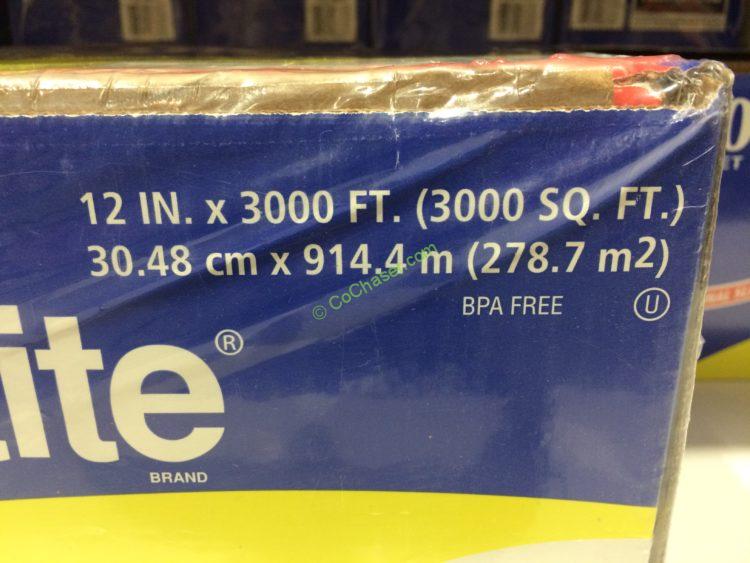 12 IN. x 3000 FT. (3000 SQ. FT.)
30.48 cm x 914.4 m (278.7 m2)
© CoChaser.com
BPA FREE Ⓤ
ite®
BRAND